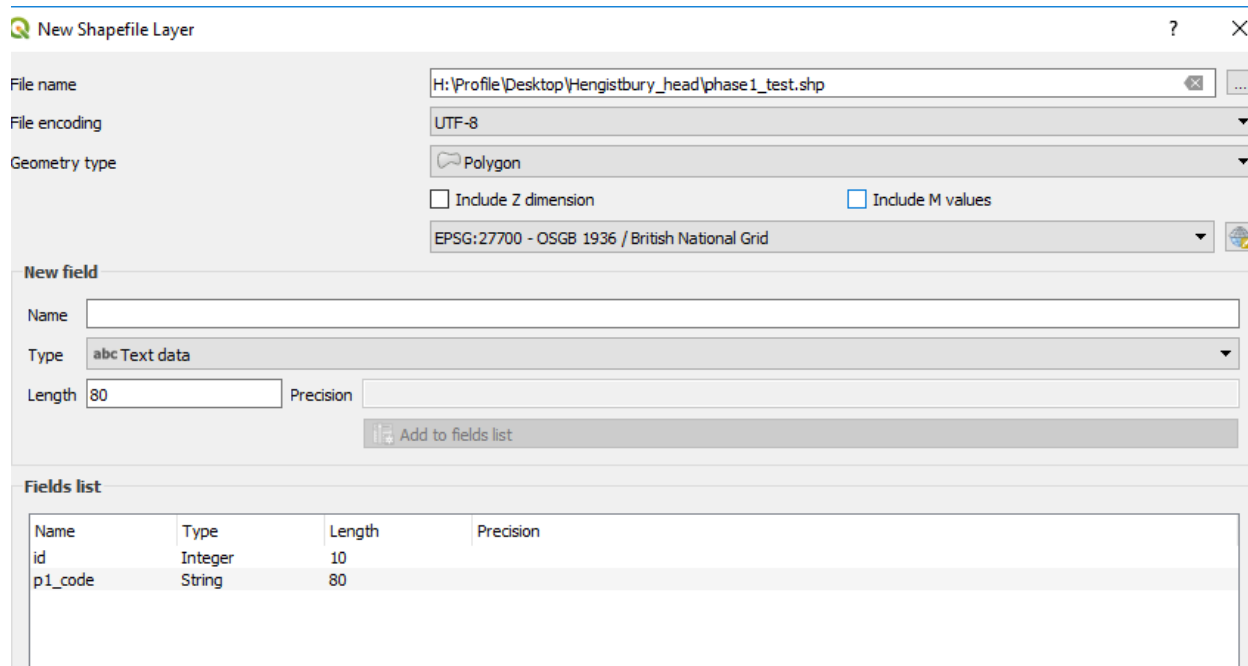 New Shapefile Layer ?
File name H:\Profile\Desktop\Hengistbury_head\phase1_test.shp ...
File encoding UTF-8
Geometry type Polygon
Include Z dimension Include M values
EPSG:27700 - OSGB 1936 / British National Grid
New field
Name
Type abc Text data
Length 80 Precision
Add to fields list
Fields list
Name Type Length Precision
id Integer 10
p1_code String 80